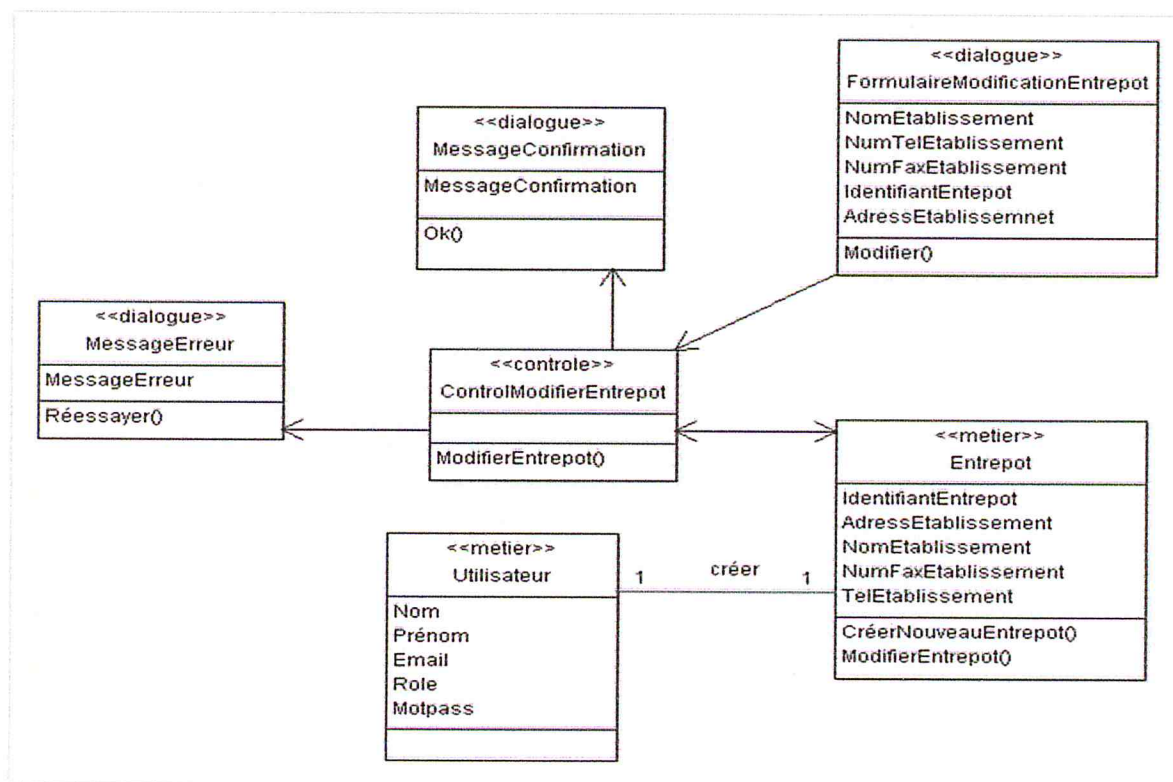 <<dialogue>>
FormulaireModificationEntrepot
NomEtablissement
NumTelEtablissement
NumFaxEtablissement
IdentifiantEntepot
AdressEtablissemnet
Modifier()
<<dialogue>>
MessageConfirmation
MessageConfirmation
Ok()
<<dialogue>>
MessageErreur
MessageErreur
Réessayer()
<<controle>>
ControlModifierEntrepot
ModifierEntrepot()
<<metier>>
Entrepot
IdentifiantEntrepot
AdressEtablissement
NomEtablissement
NumFaxEtablissement
TelEtablissement
CréerNouveauEntrepot()
ModifierEntrepot()
<<metier>>
Utilisateur
Nom
Prénom
Email
Role
Motpass
1 créer 1